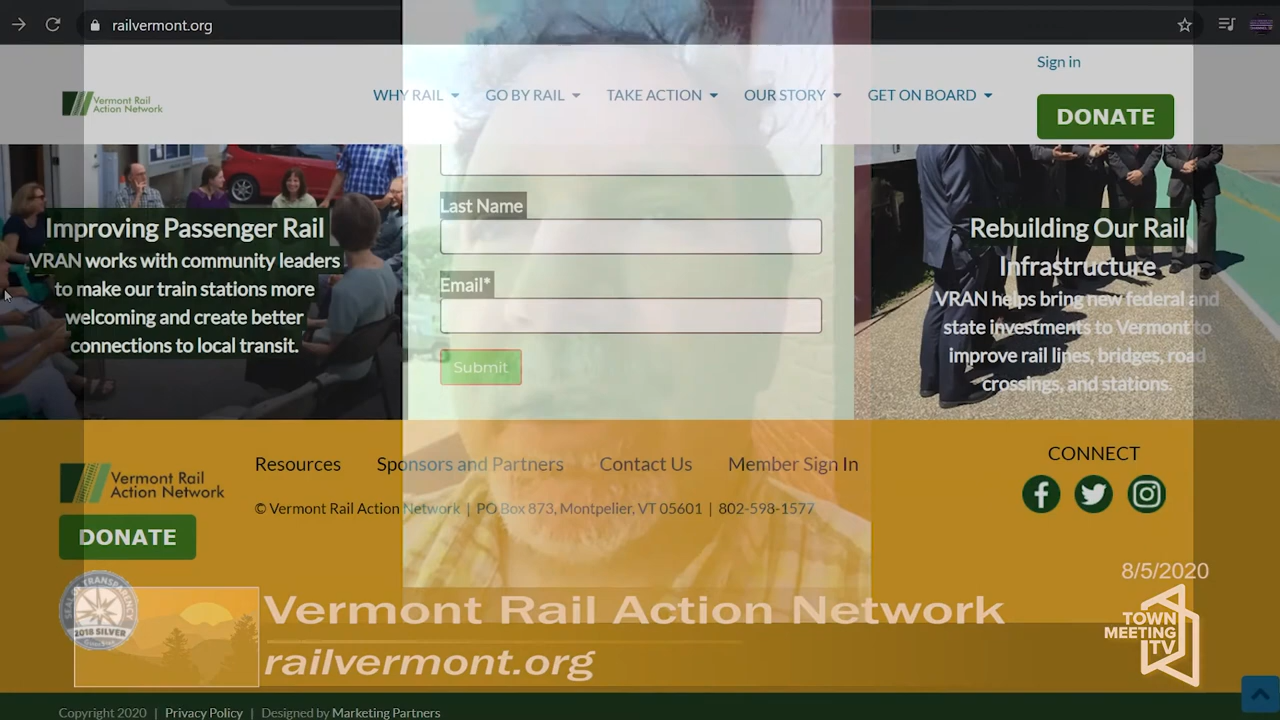 railvermont.org
Sign in
Vermont Rail
Action Network
WHY RAIL
GO BY RAIL
TAKE ACTION
OUR STORY
GET ON BOARD
DONATE
Last Name
Email*
Submit
Improving Passenger Rail
VRAN works with community leaders
to make our train stations more
welcoming and create better
connections to local transit.
Rebuilding Our Rail
Infrastructure
VRAN helps bring new federal and
state investments to Vermont to
improve rail lines, bridges, road
crossings, and stations.
Vermont Rail
Action Network
DONATE
Resources
Sponsors and Partners
Contact Us
Member Sign In
© Vermont Rail Action Network | PO Box 873, Montpelier, VT 05601 | 802-598-1577
CONNECT
SEAL OF TRANSPARENCY
2018 SILVER
8/5/2020
TOWN
MEETING
TV
Vermont Rail Action Network
railvermont.org
Copyright 2020 | Privacy Policy | Designed by Marketing Partners